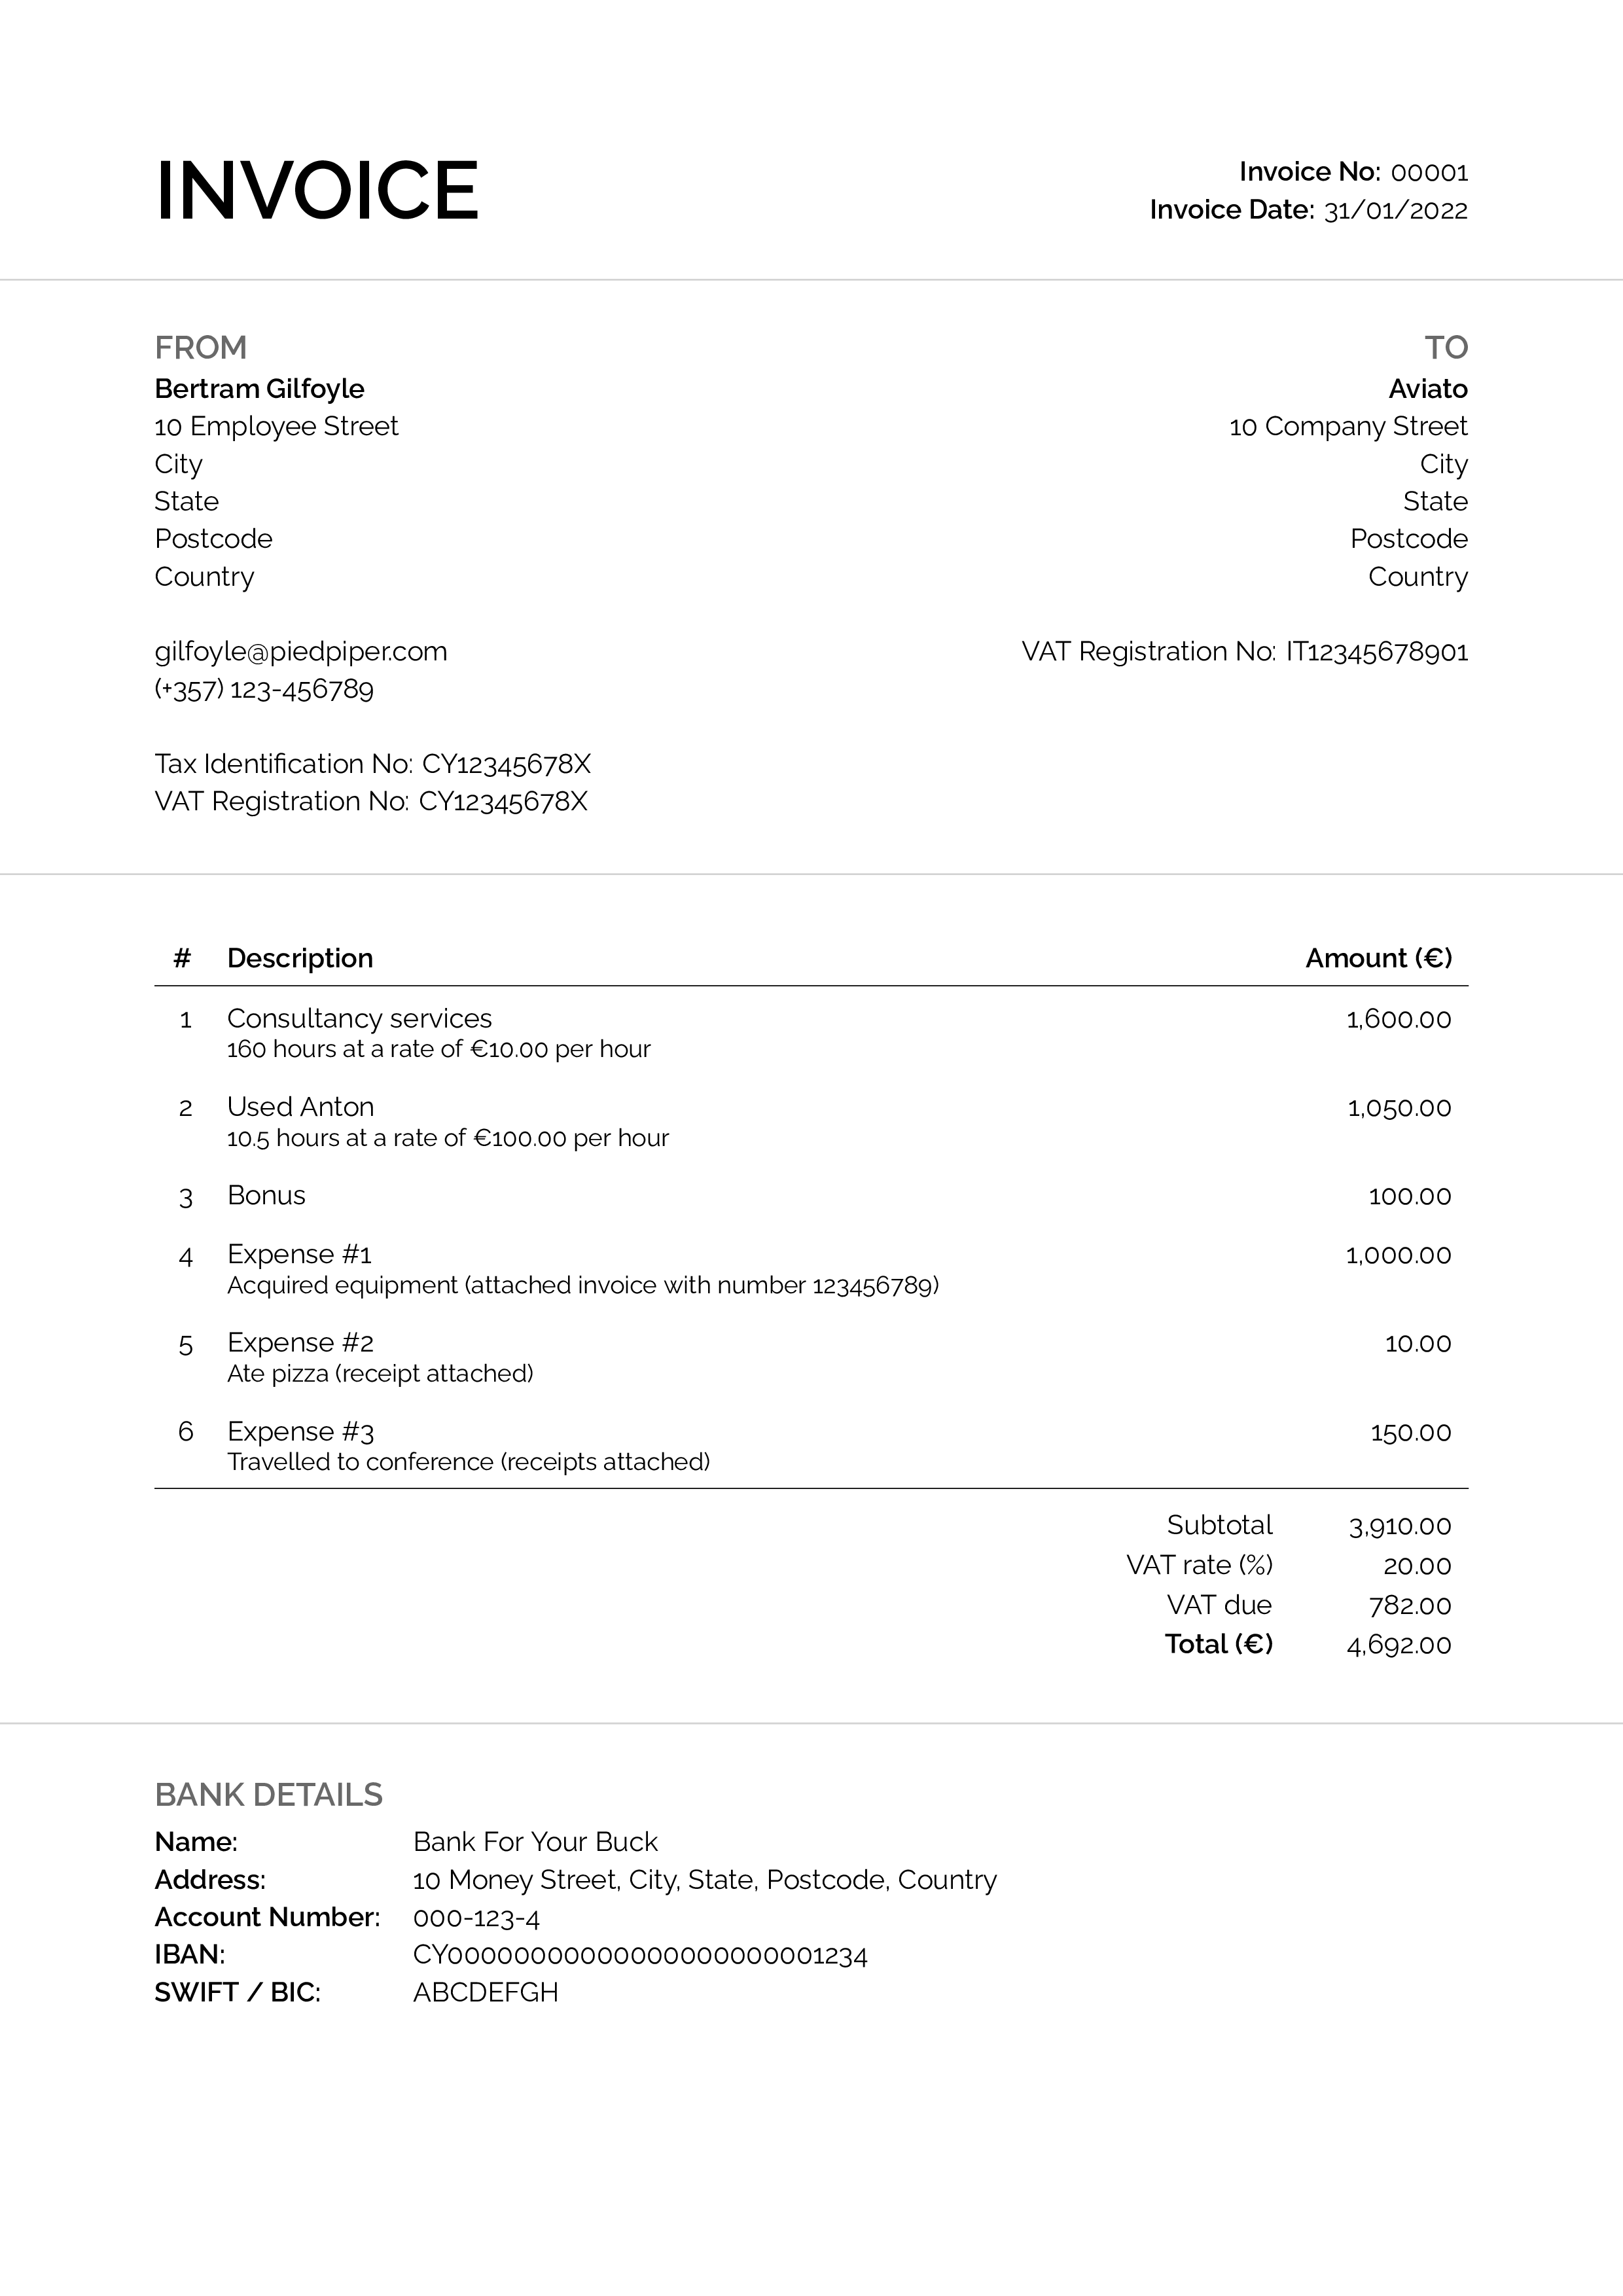 INVOICE
Invoice No: 00001
Invoice Date: 31/01/2022
FROM
Bertram Gilfoyle
10 Employee Street
City
State
Postcode
Country
gilfoyle@piedpiper.com
(+357) 123-456789
Tax Identification No: CY12345678X
VAT Registration No: CY12345678X
TO
Aviato
10 Company Street
City
State
Postcode
Country
VAT Registration No: IT12345678901
# Description Amount (€)
1 Consultancy services 1,600.00
160 hours at a rate of €10.00 per hour
2 Used Anton 1,050.00
10.5 hours at a rate of €100.00 per hour
3 Bonus 100.00
4 Expense #1 1,000.00
Acquired equipment (attached invoice with number 123456789)
5 Expense #2 10.00
Ate pizza (receipt attached)
6 Expense #3 150.00
Travelled to conference (receipts attached)
Subtotal 3,910.00
VAT rate (%) 20.00
VAT due 782.00
Total (€) 4,692.00
BANK DETAILS
Name: Bank For Your Buck
Address: 10 Money Street, City, State, Postcode, Country
Account Number: 000-123-4
IBAN: CY00000000000000000000001234
SWIFT / BIC: ABCDEFGH